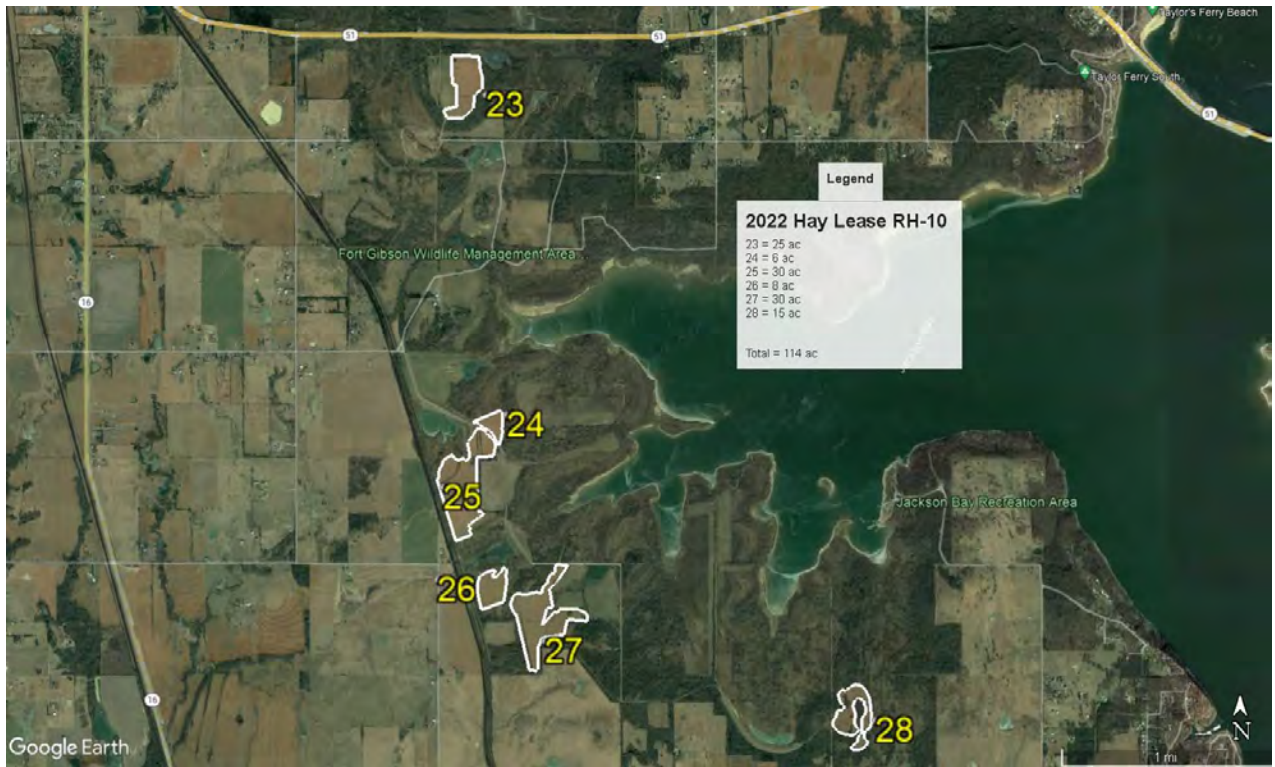 51
51
Taylor's Ferry Beach
Taylor Ferry South
51
23
Legend
2022 Hay Lease RH-10
23 = 25 ac
24 = 6 ac
25 = 30 ac
26 = 8 ac
27 = 30 ac
28 = 15 ac
Total = 114 ac
Fort Gibson Wildlife Management Area...
16
24
25
Jackson Bay Recreation Area
26
27
28
16
Google Earth
N
1 mi